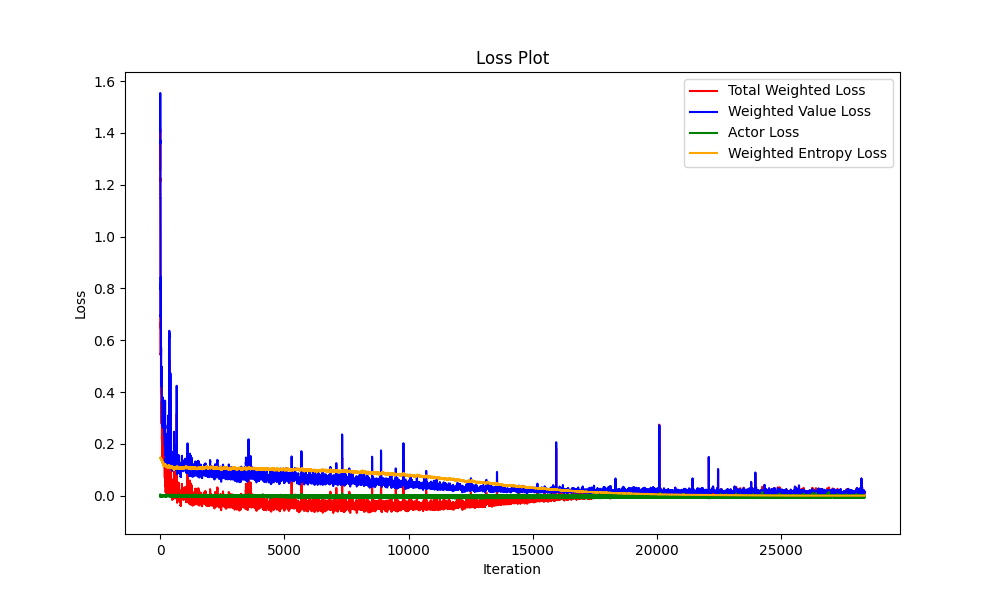 Loss Plot
Total Weighted Loss
Weighted Value Loss
Actor Loss
Weighted Entropy Loss
1.6
1.4
1.2
1.0
0.8
0.6
0.4
0.2
0.0
Loss
0 5000 10000 15000 20000 25000
Iteration